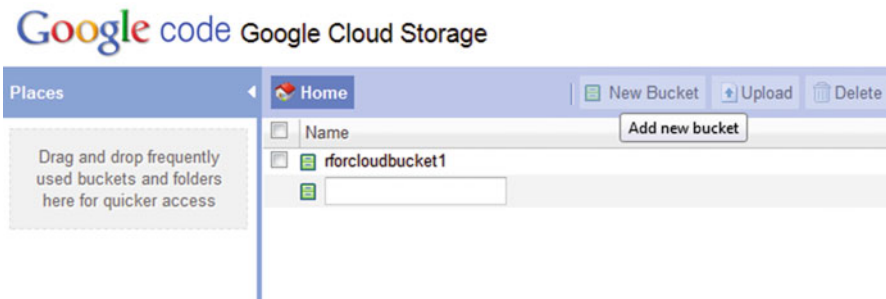 Google code Google Cloud Storage
Places
Home
New Bucket
Upload
Delete
Name
Add new bucket
Drag and drop frequently
used buckets and folders
here for quicker access
rforcloudbucket1